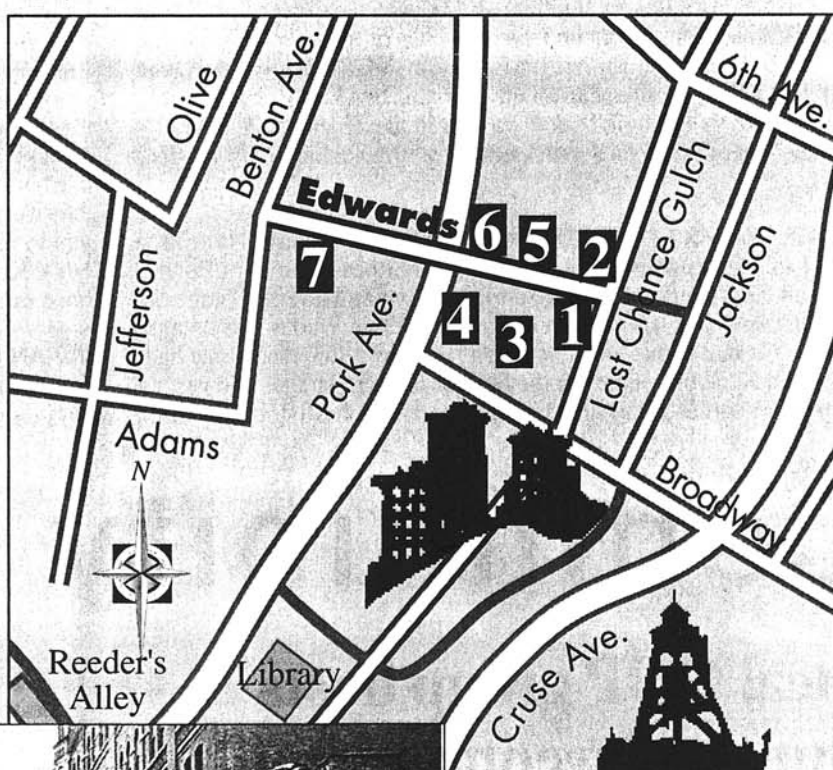 Olive
Benton Ave.
6th Ave.
Edwards
6
5
2
7
Last Chance Gulch
Jackson
Jefferson
Park Ave.
4
3
1
Adams
N
Broadway
Reeder's
Alley
Library
Cruse Ave.